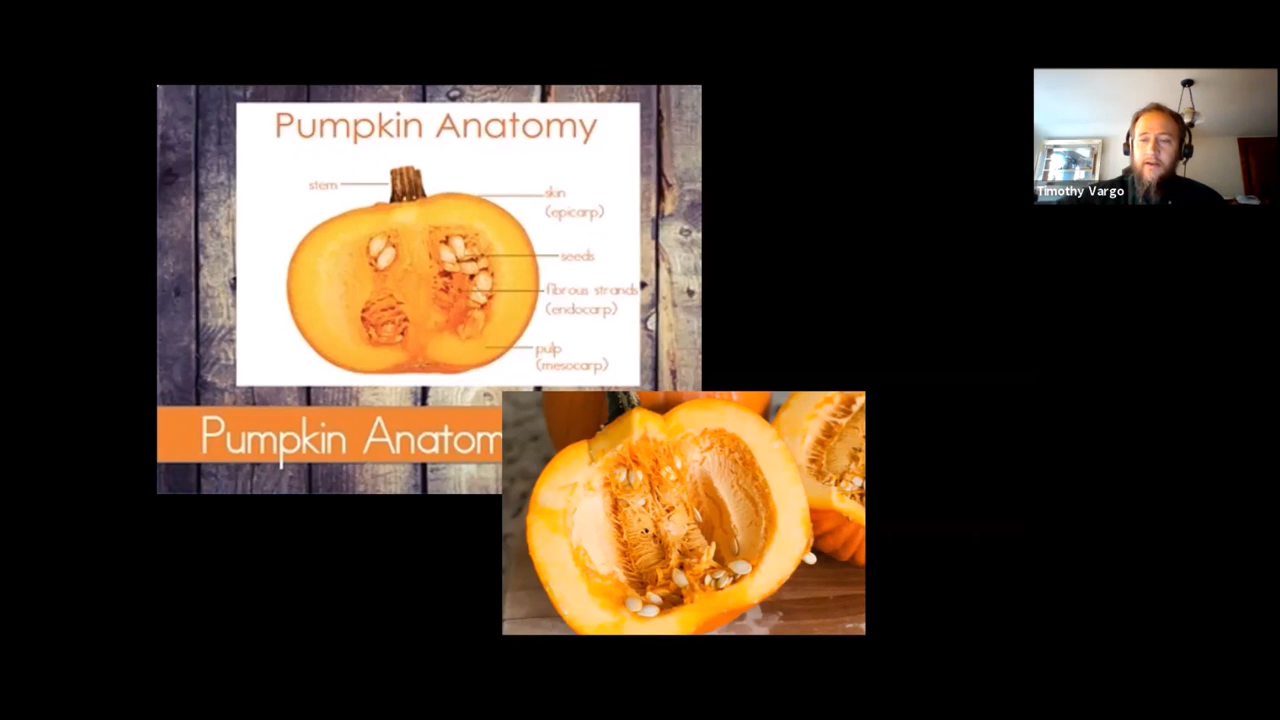 Pumpkin Anatomy
stem
skin
(epicarp)
seeds
fibrous strands
(endocarp)
pulp
(mesocarp)
Pumpkin Anatom
Timothy Vargo